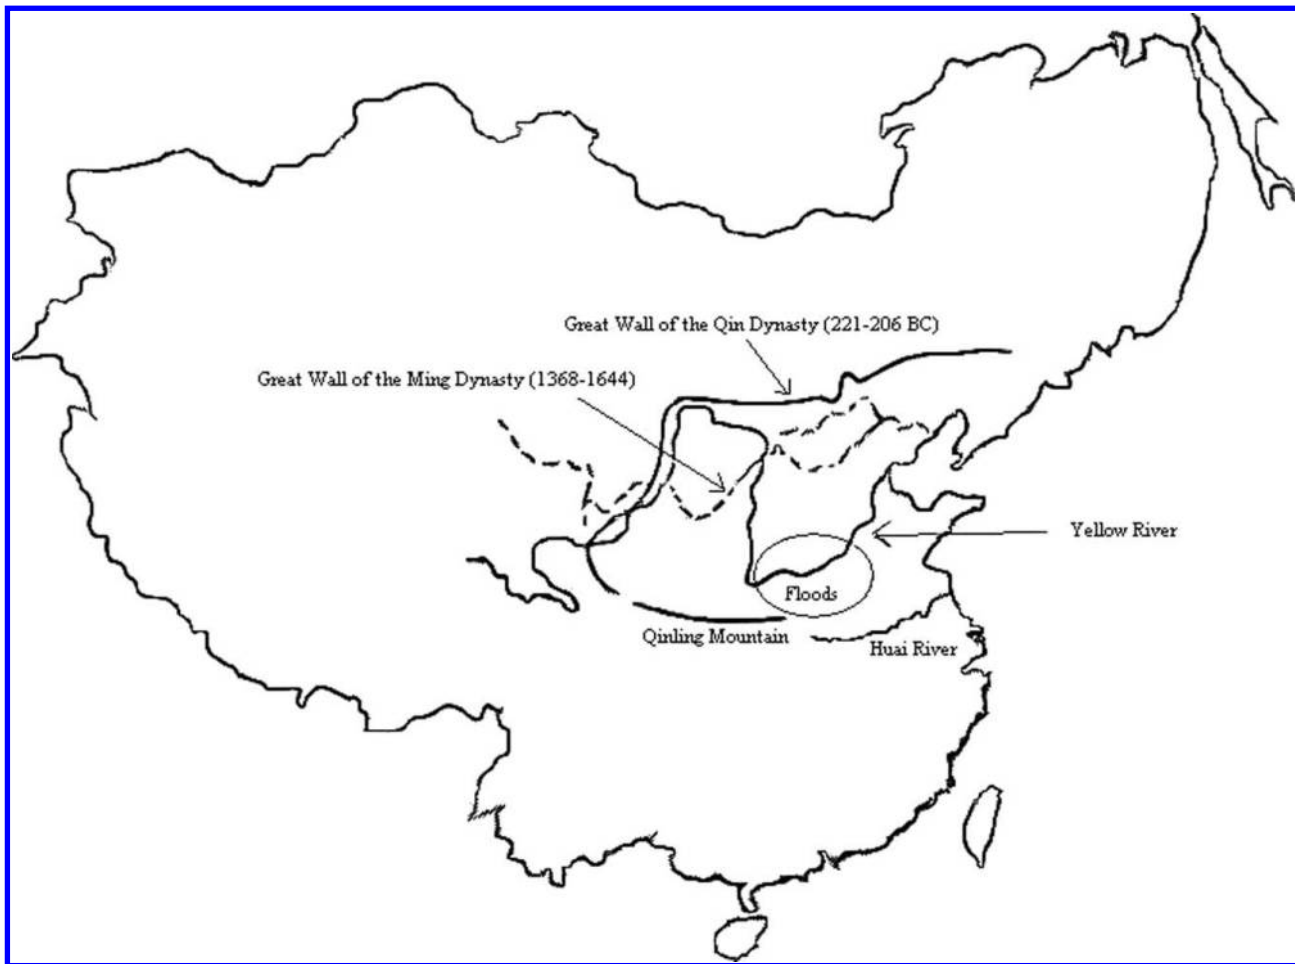 Great Wall of the Qin Dynasty (221-206 BC)
Great Wall of the Ming Dynasty (1368-1644)
Yellow River
Floods
Qinling Mountain
Huai River